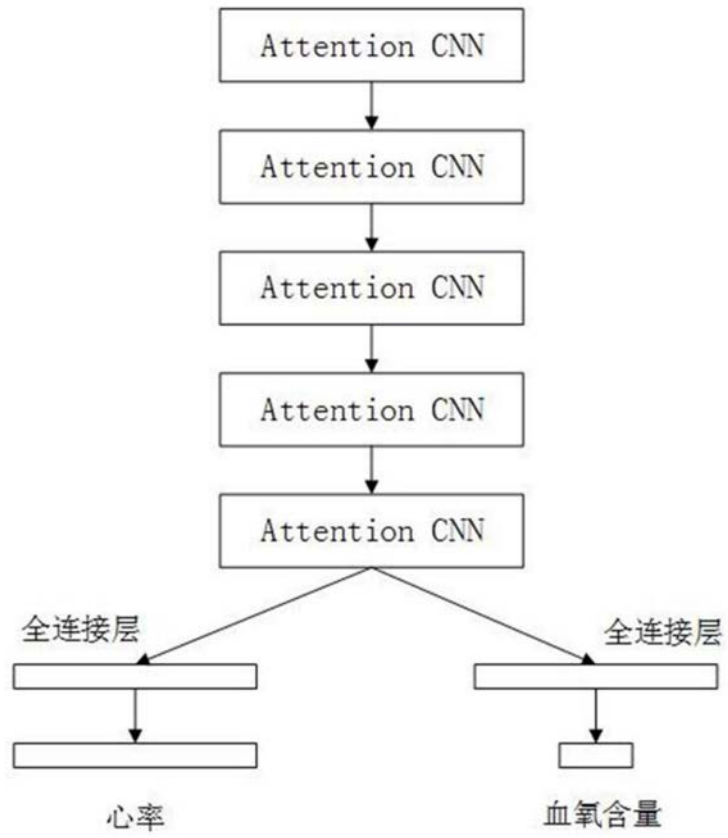 Attention CNN
Attention CNN
Attention CNN
Attention CNN
Attention CNN
全连接层
全连接层
心率
血氧含量